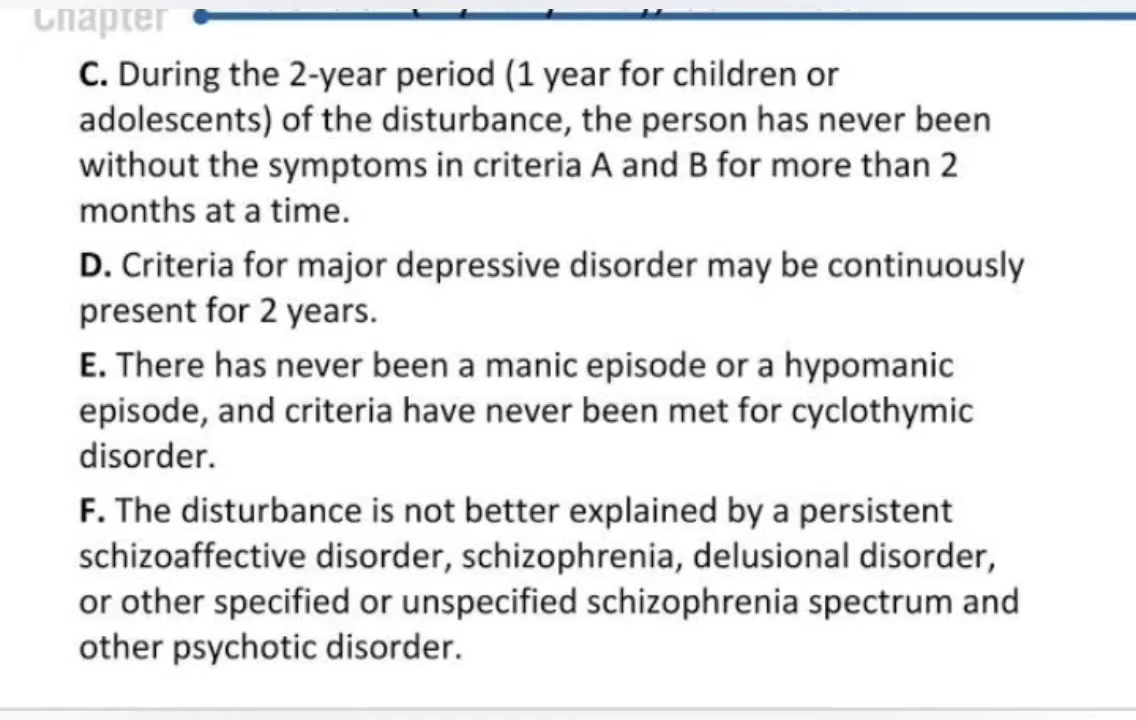 Chapter
C. During the 2-year period (1 year for children or
adolescents) of the disturbance, the person has never been
without the symptoms in criteria A and B for more than 2
months at a time.
D. Criteria for major depressive disorder may be continuously
present for 2 years.
E. There has never been a manic episode or a hypomanic
episode, and criteria have never been met for cyclothymic
disorder.
F. The disturbance is not better explained by a persistent
schizoaffective disorder, schizophrenia, delusional disorder,
or other specified or unspecified schizophrenia spectrum and
other psychotic disorder.